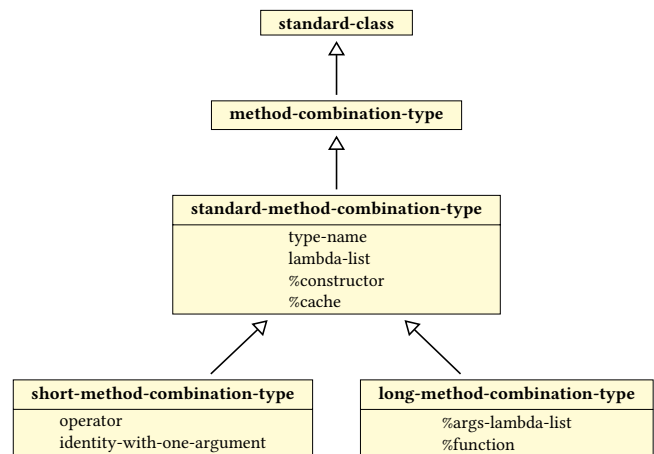 standard-class
method-combination-type
standard-method-combination-type
type-name
lambda-list
%constructor
%cache
short-method-combination-type
operator
identity-with-one-argument
long-method-combination-type
%args-lambda-list
%function